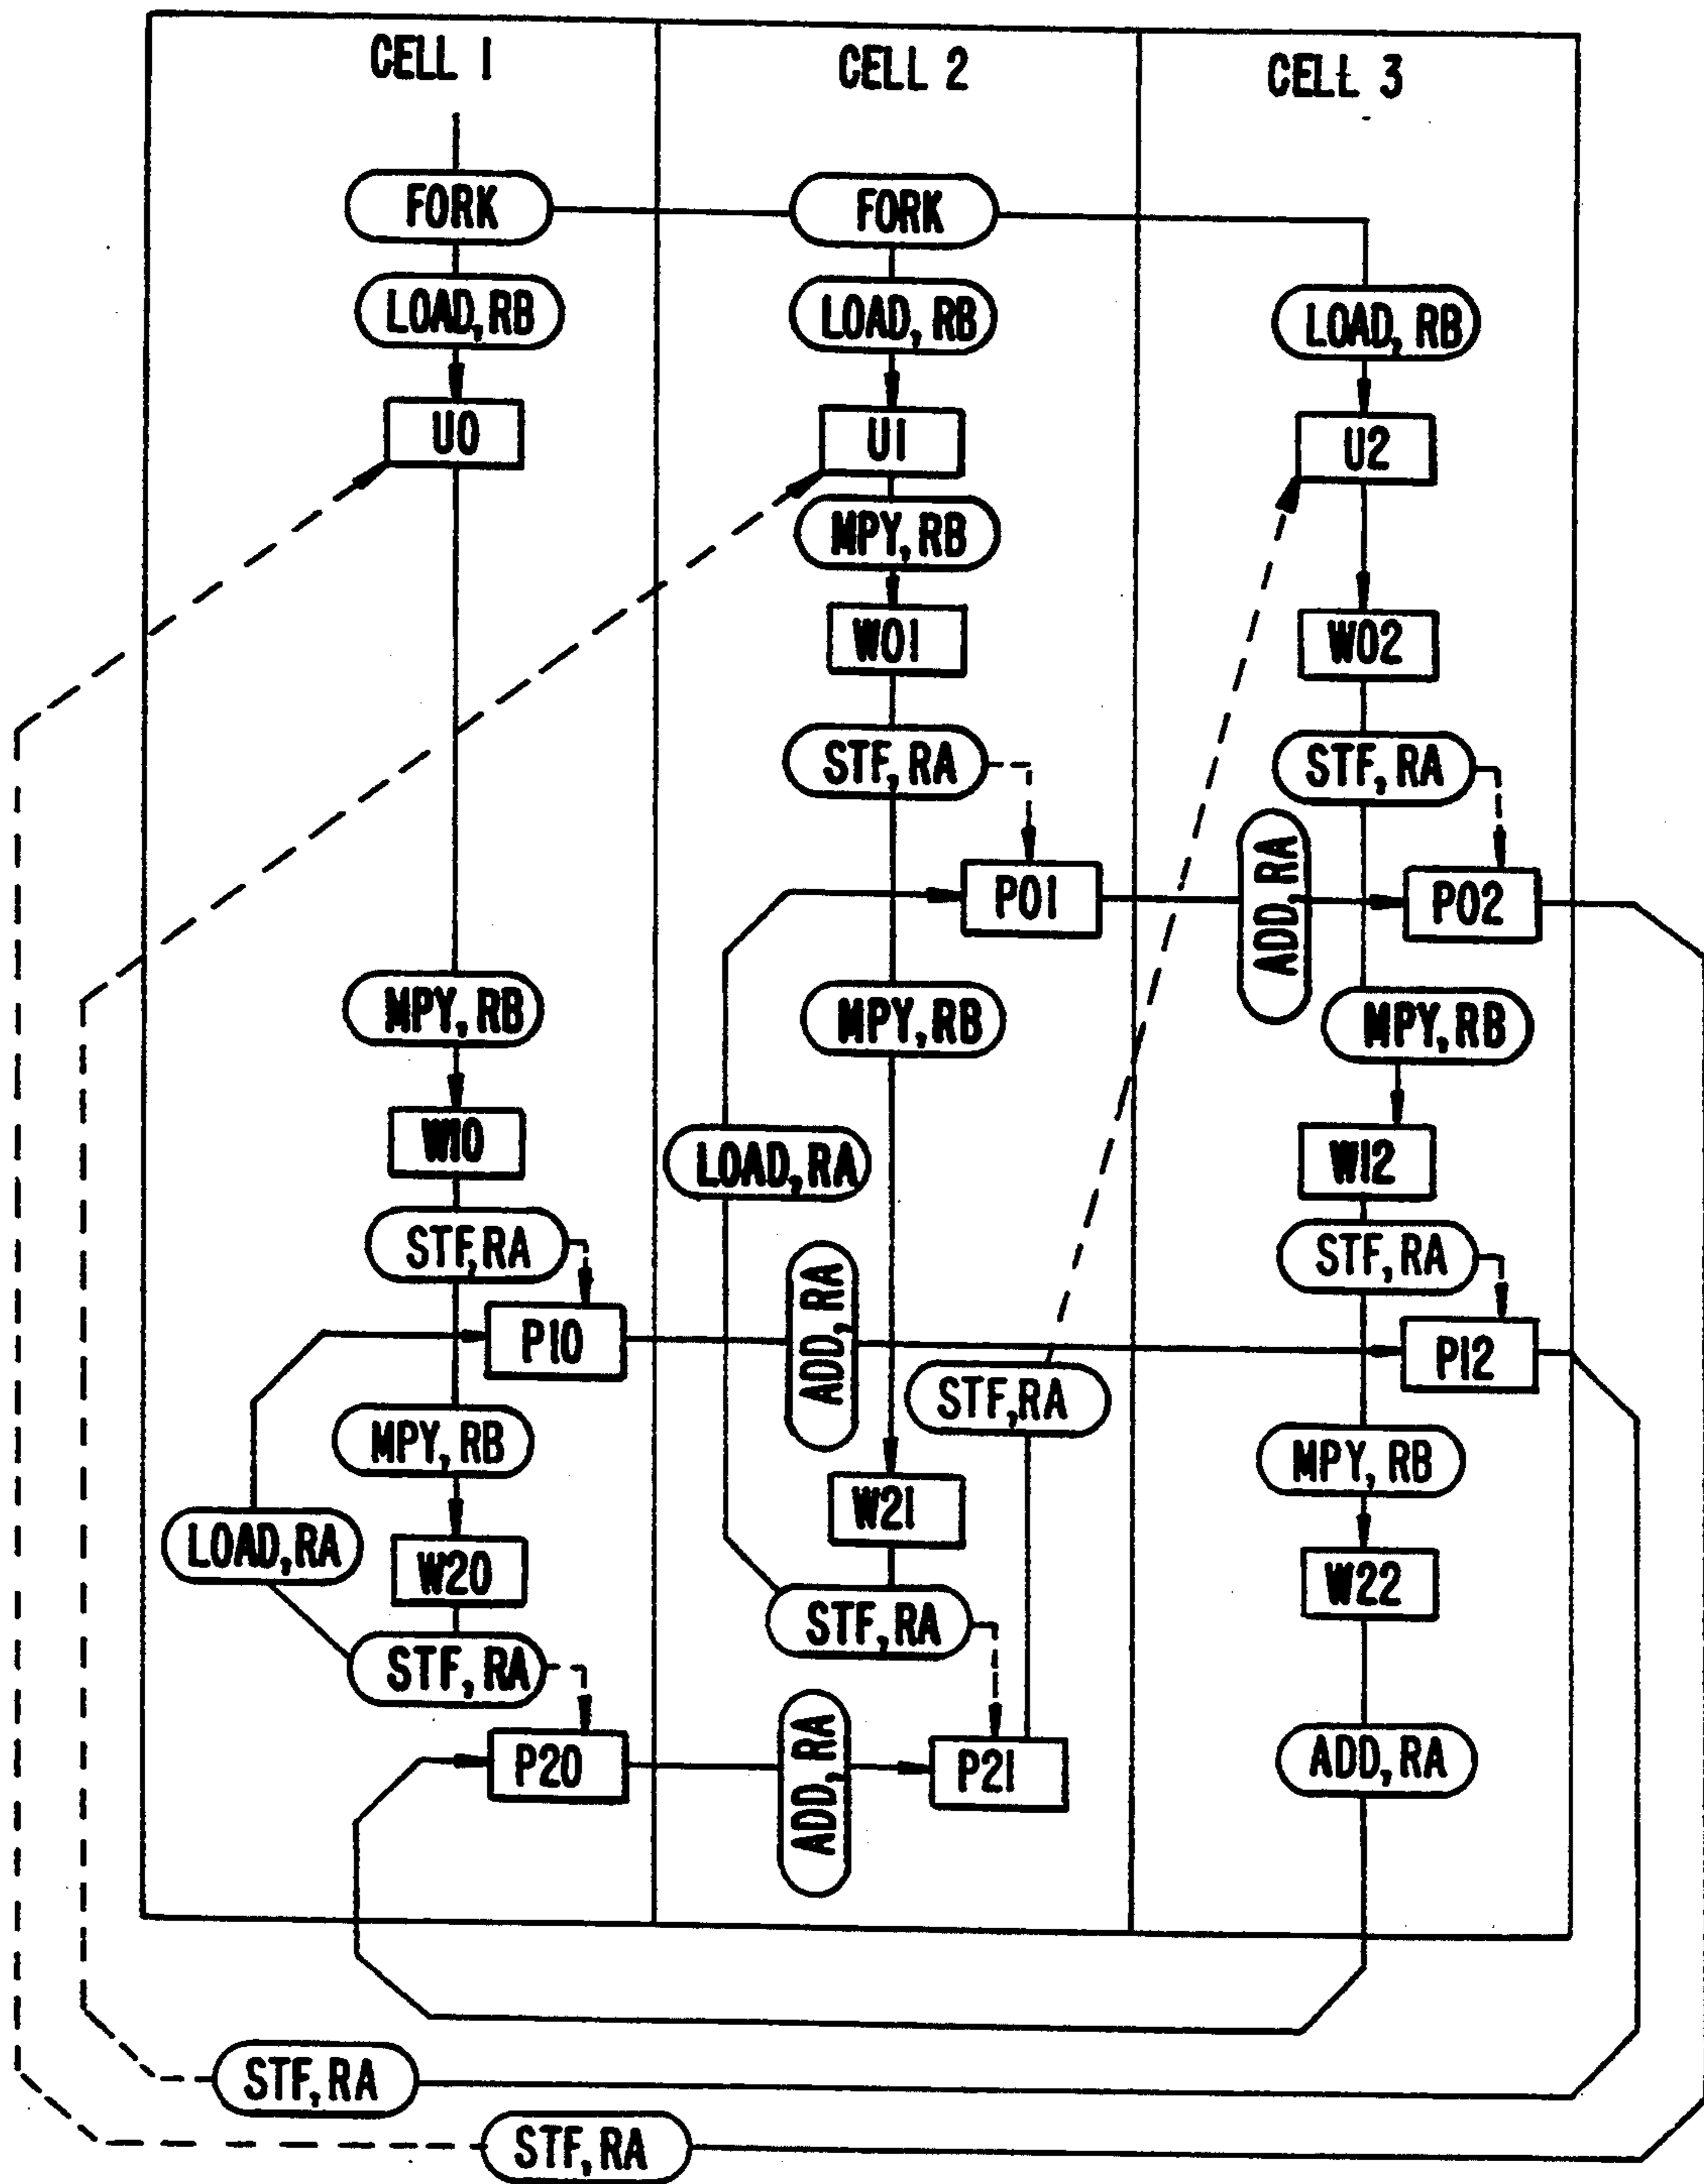 CELL 1
CELL 2
CELL 3
FORK
FORK
LOAD, RB
LOAD, RB
LOAD, RB
U0
U1
U2
MPY, RB
W01
W02
STF, RA
STF, RA
ADD, RA
P01
P02
MPY, RB
MPY, RB
MPY, RB
W10
LOAD, RA
W12
STF, RA
STF, RA
ADD, RA
P10
P12
STF, RA
MPY, RB
MPY, RB
LOAD, RA
W20
W21
W22
STF, RA
STF, RA
ADD, RA
P20
P21
ADD, RA
STF, RA
STF, RA